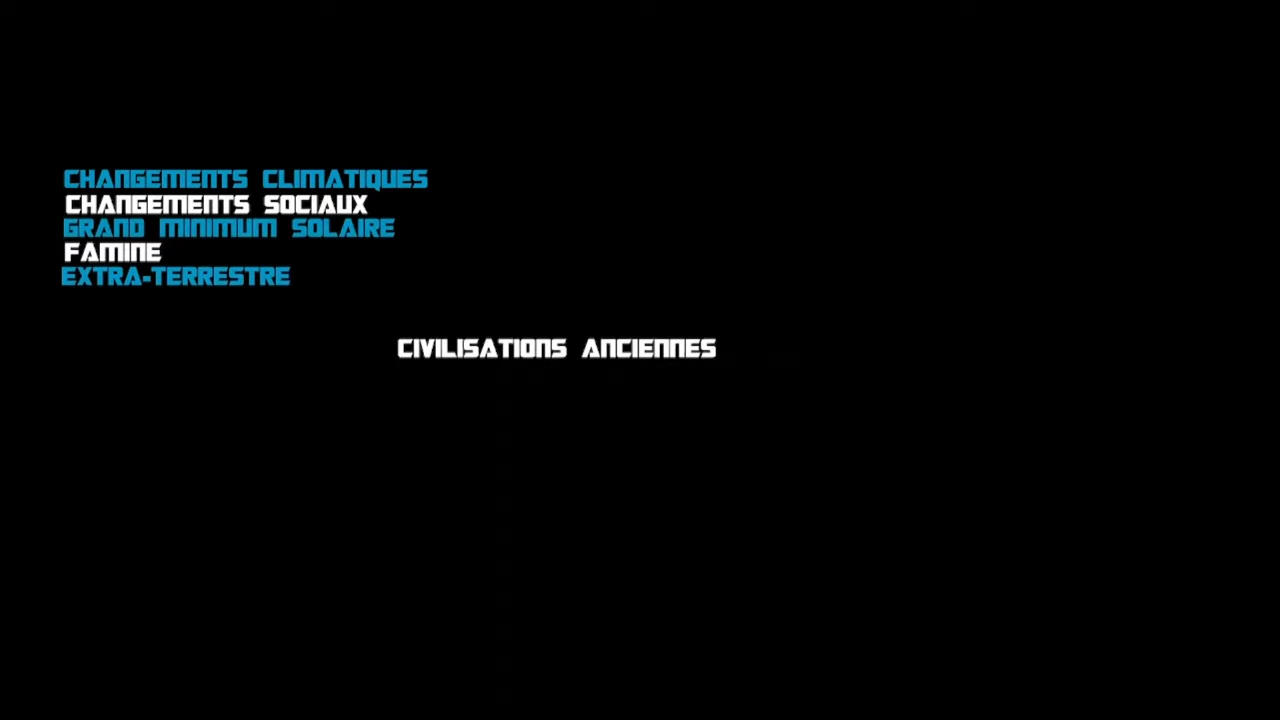 CHANGEMENTS CLIMATIQUES
CHANGEMENTS SOCIAUX
GRAND MINIMUM SOLAIRE
FAMINE
EXTRA-TERRESTRE
CIVILISATIONS ANCIENNES